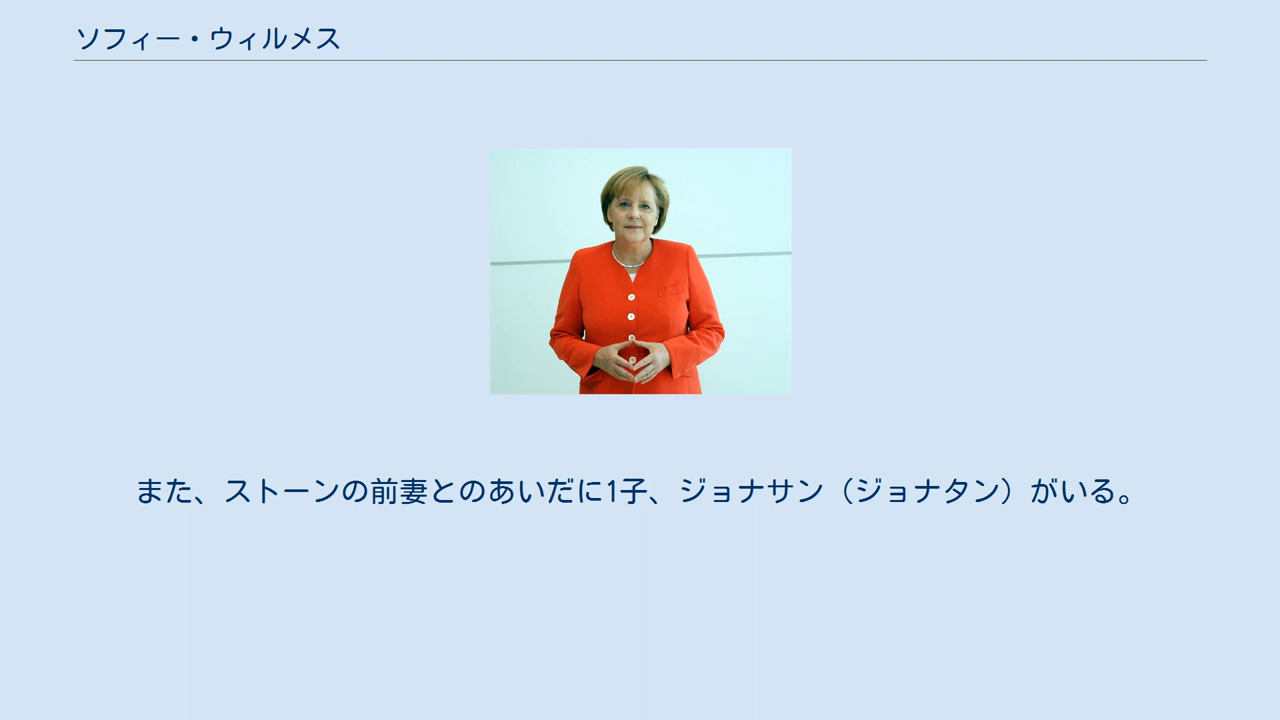 ソフィー・ウィルメス
また、ストーンの前妻とのあいだに1子、ジョナサン（ジョナタン）がいる。